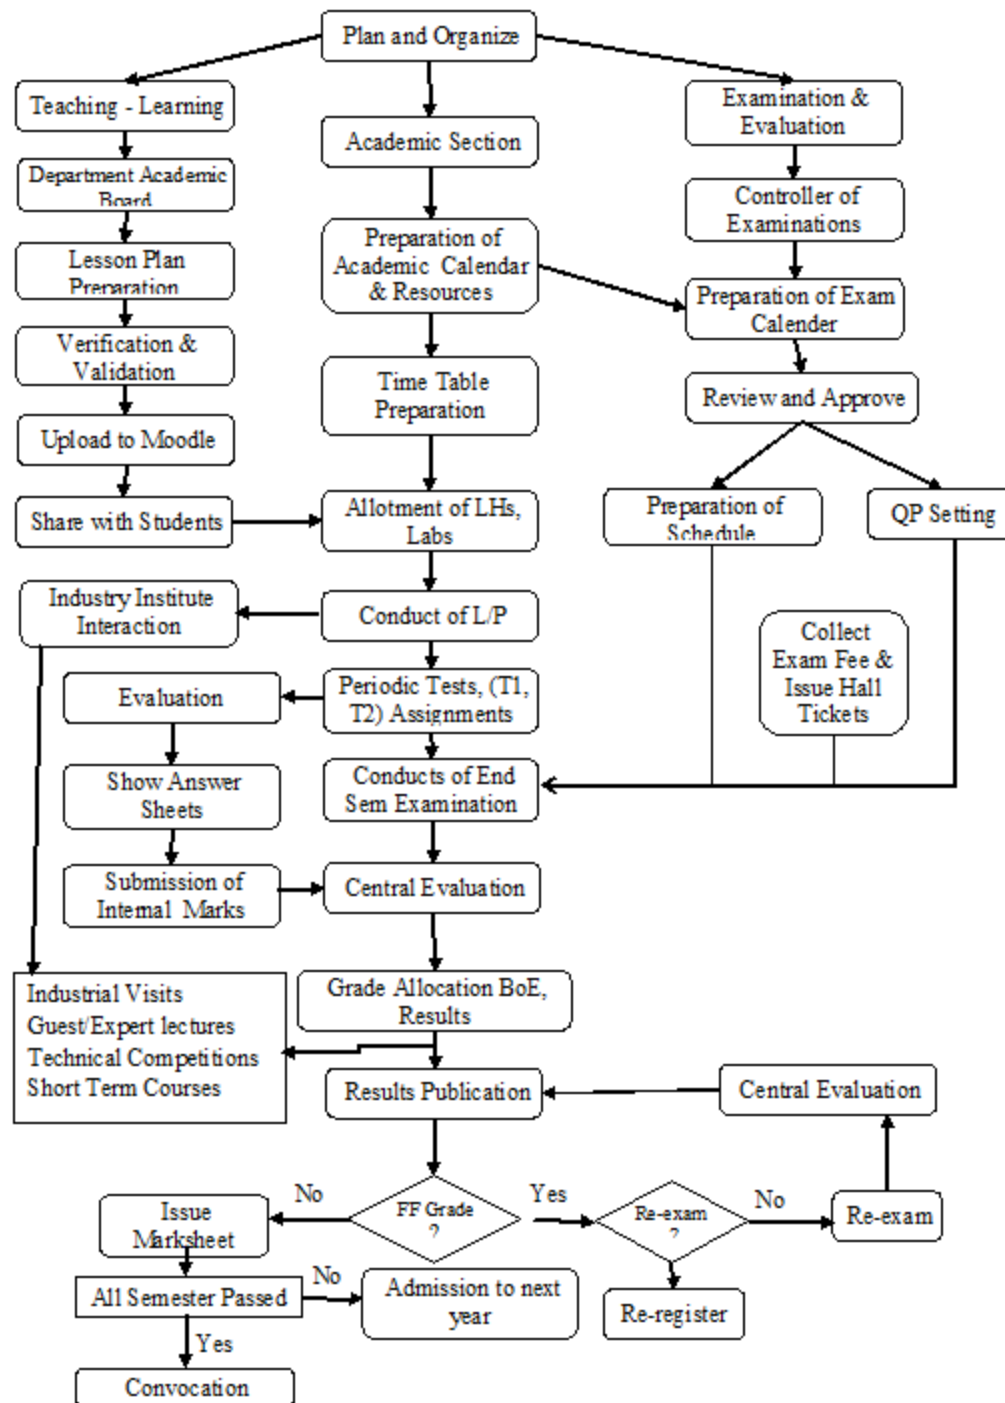 Plan and Organize
Teaching - Learning
Department Academic
Board
Lesson Plan
Preparation
Verification &
Validation
Upload to Moodle
Share with Students
Academic Section
Preparation of
Academic Calendar
& Resources
Time Table
Preparation
Allotment of LHs,
Labs
Examination &
Evaluation
Controller of
Examinations
Preparation of Exam
Calender
Review and Approve
Preparation of
Schedule
QP Setting
Collect
Exam Fee &
Issue Hall
Tickets
Industry Institute
Interaction
Conduct of L/P
Evaluation
Periodic Tests, (T1,
T2) Assignments
Show Answer
Sheets
Conducts of End
Sem Examination
Submission of
Internal Marks
Central Evaluation
Industrial Visits
Guest/Expert lectures
Technical Competitions
Short Term Courses
Grade Allocation BoE,
Results
Results Publication
Central Evaluation
FF Grade
?
No
Yes
Re-exam
?
No
Re-exam
Re-register
Issue
Marksheet
All Semester Passed
No
Admission to next
year
Yes
Convocation